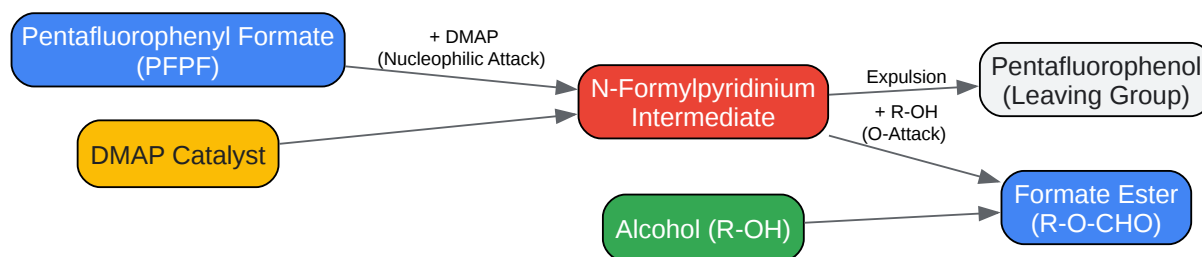 Pentafluorophenyl Formate
(PFPF)
+ DMAP
(Nucleophilic Attack)
DMAP Catalyst
N-Formylpyridinium
Intermediate
Expulsion
Pentafluorophenol
(Leaving Group)
+ R-OH
(O-Attack)
Alcohol (R-OH)
Formate Ester
(R-O-CHO)